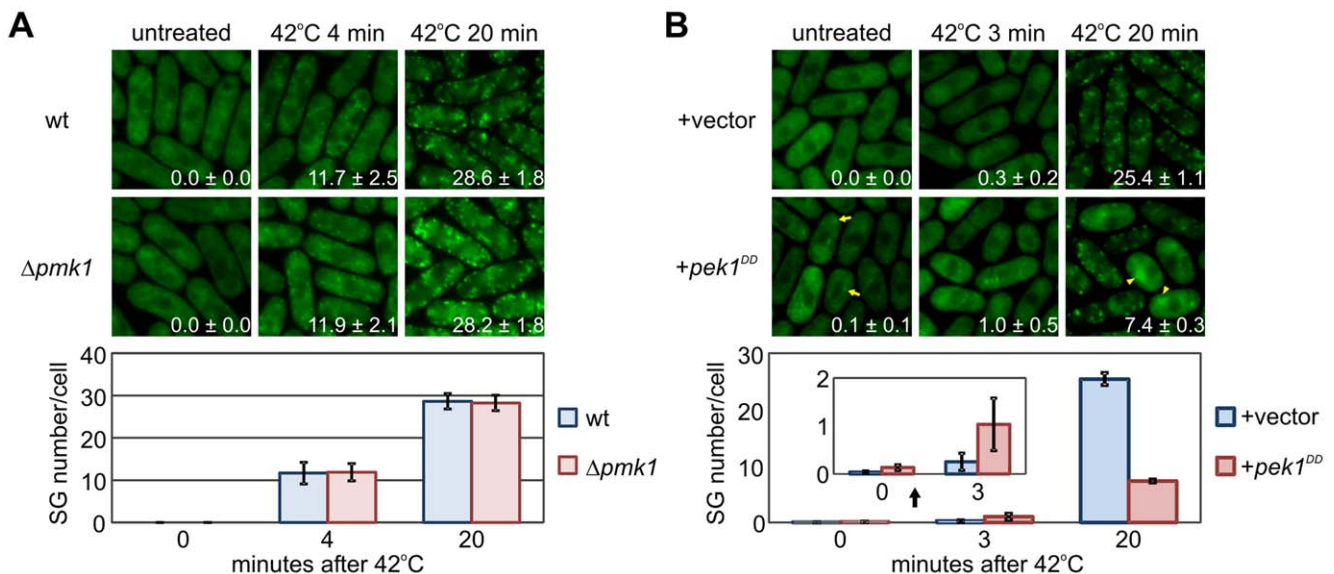 A
untreated 42°C 4 min 42°C 20 min
wt
0.0 ± 0.0 11.7 ± 2.5 28.6 ± 1.8
Δpmk1
0.0 ± 0.0 11.9 ± 2.1 28.2 ± 1.8
SG number/cell
40
30
20
10
0
0 4 20
minutes after 42°C
wt
Δpmk1
B
untreated 42°C 3 min 42°C 20 min
+vector
0.0 ± 0.0 0.3 ± 0.2 25.4 ± 1.1
+pek1ᴰᴰ
0.1 ± 0.1 1.0 ± 0.5 7.4 ± 0.3
SG number/cell
30
20
10
0
2
1
0
0 3
0 3 20
minutes after 42°C
+vector
+pek1ᴰᴰ